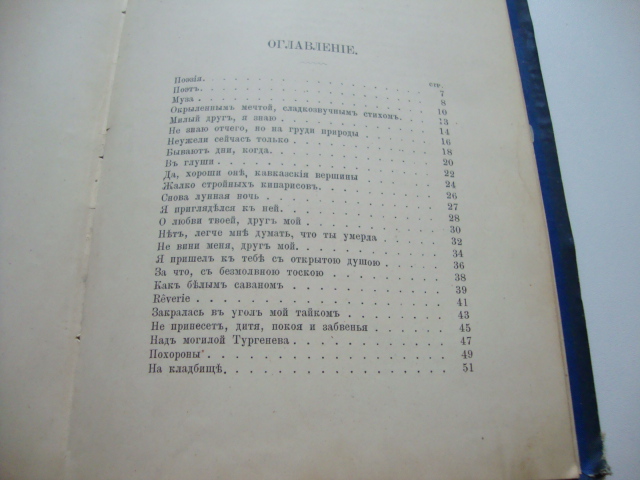 ОГЛАВЛЕНІЕ.
стр.
Поэзія. 7
Поэтъ. 8
Муза 10
Окрыленнымъ мечтой, сладкозвучнымъ стихомъ. 13
Милый другъ, я знаю 14
Не знаю отчего, но на груди природы 16
Неужели сейчасъ только 18
Бываютъ дни, когда. 20
Въ глуши 22
Да, хороши онѣ, кавказскія вершины 24
Жалко стройныхъ кипарисовъ. 26
Снова лунная ночь 27
Я приглядѣлся къ ней. 28
О любви твоей, другъ мой 30
Нѣтъ, легче мнѣ думать, что ты умерла 32
Не вини меня, другъ мой. 34
Я пришелъ къ тебѣ съ открытою душою 36
За что, съ безмолвною тоскою 38
Какъ бѣлымъ саваномъ 39
Rêverie 41
Закралась въ уголъ мой тайкомъ 43
Не принесетъ, дитя, покоя и забвенья 45
Надъ могилой Тургенева 47
Похороны 49
На кладбищѣ. 51